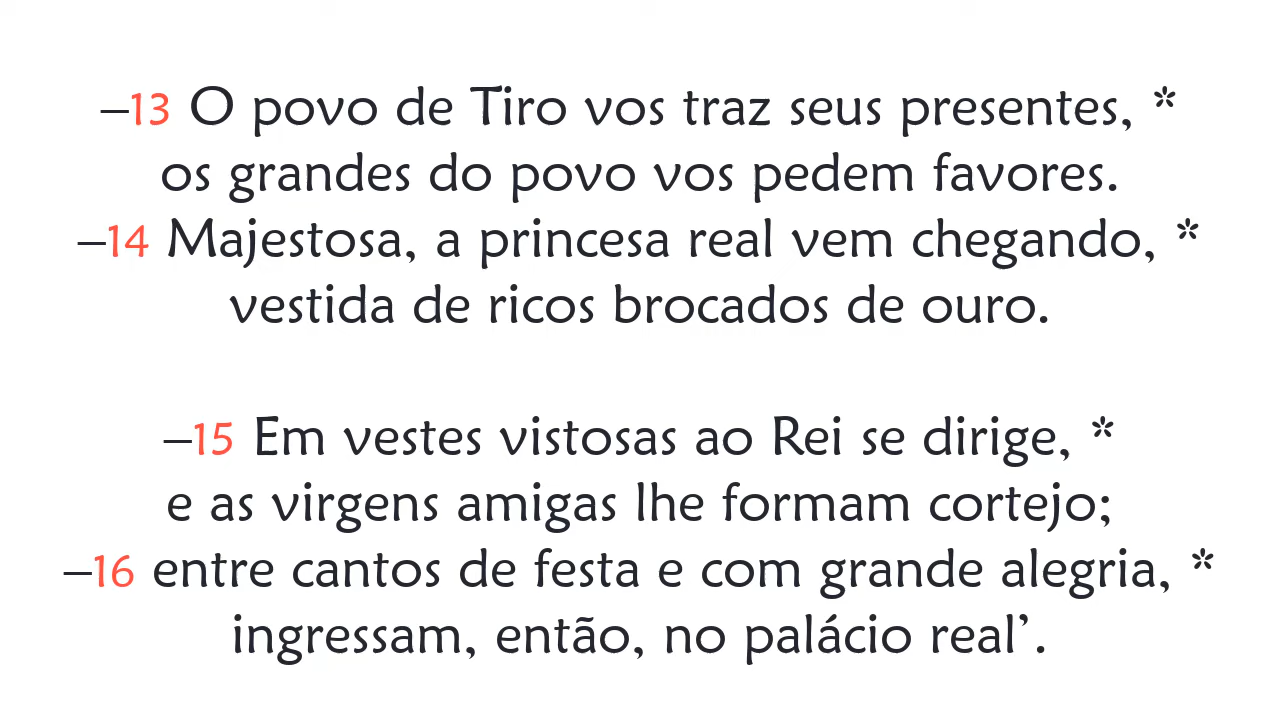 –13 O povo de Tiro vos traz seus presentes, *
os grandes do povo vos pedem favores.
–14 Majestosa, a princesa real vem chegando, *
vestida de ricos brocados de ouro.
–15 Em vestes vistosas ao Rei se dirige, *
e as virgens amigas lhe formam cortejo;
–16 entre cantos de festa e com grande alegria, *
ingressam, então, no palácio real’.